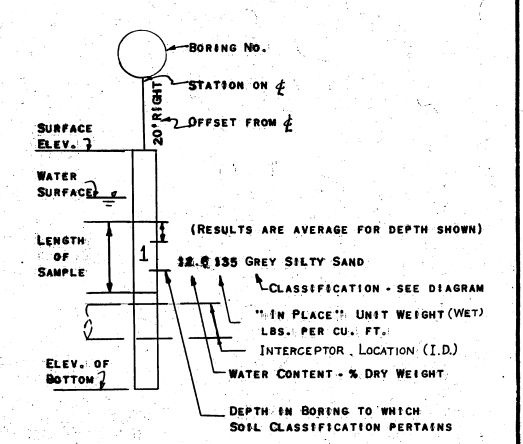 BORING NO.
STATION ON ℄
20' RIGHT
OFFSET FROM ℄
SURFACE
ELEV.
WATER
SURFACE
(RESULTS ARE AVERAGE FOR DEPTH SHOWN)
LENGTH
OF
SAMPLE
1
135 GREY SILTY SAND
CLASSIFICATION - SEE DIAGRAM
"IN PLACE" UNIT WEIGHT (WET)
LBS. PER CU. FT.
INTERCEPTOR LOCATION (I.D.)
ELEV. OF
BOTTOM
WATER CONTENT - % DRY WEIGHT
DEPTH IN BORING TO WHICH
SOIL CLASSIFICATION PERTAINS